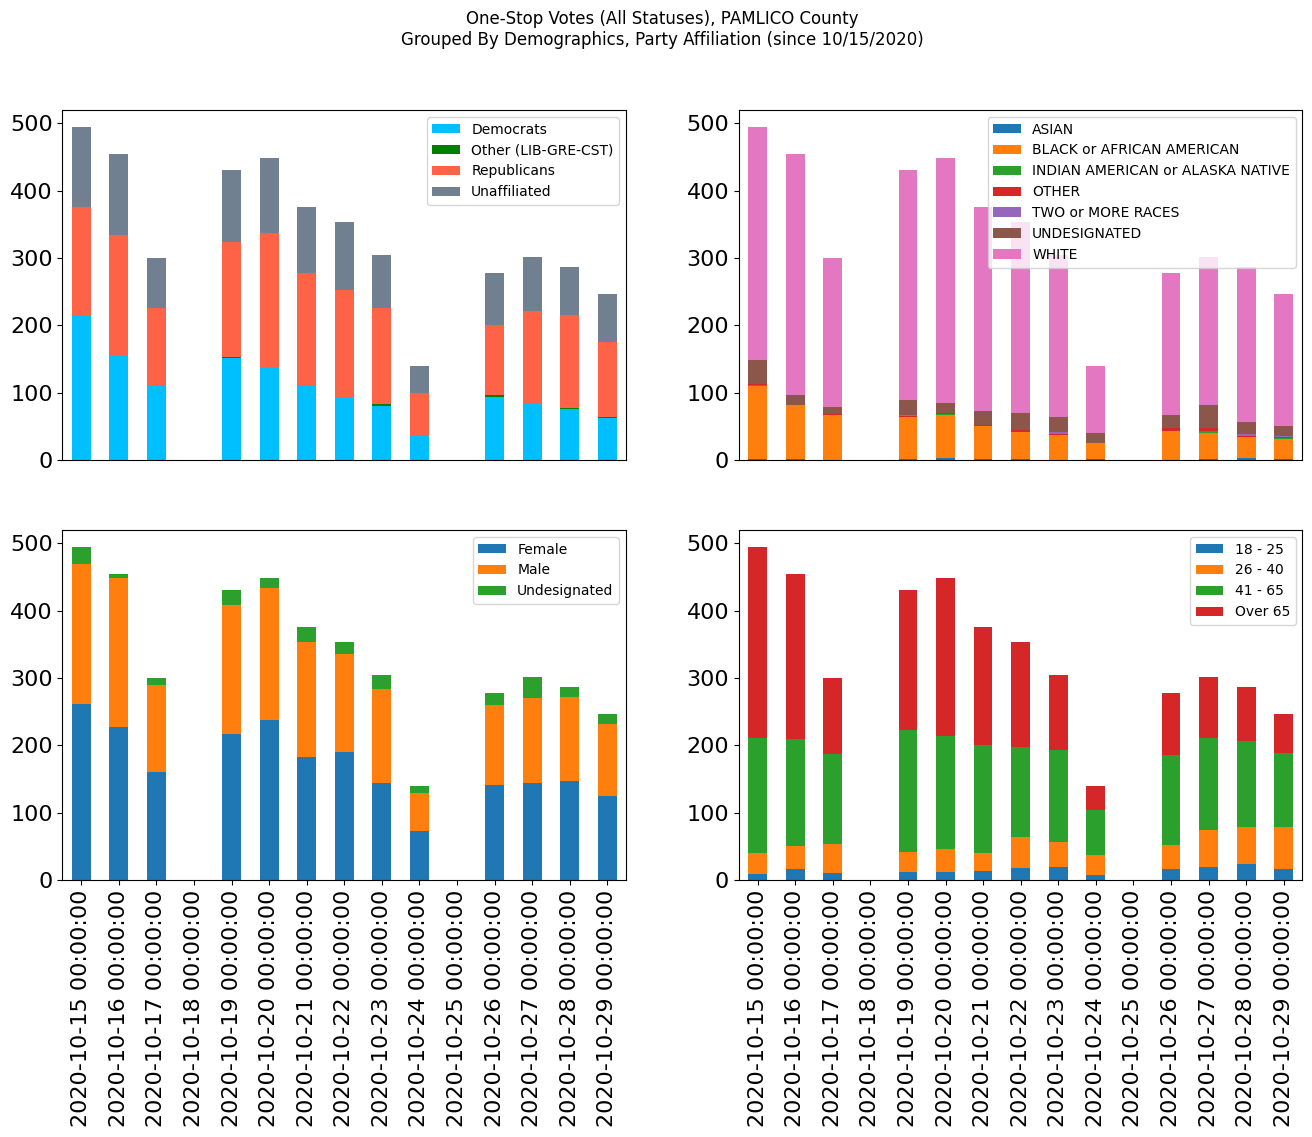 One-Stop Votes (All Statuses), PAMLICO County
Grouped By Demographics, Party Affiliation (since 10/15/2020)
500
400
300
200
100
0
Democrats
Other (LIB-GRE-CST)
Republicans
Unaffiliated
500
400
300
200
100
0
ASIAN
BLACK or AFRICAN AMERICAN
INDIAN AMERICAN or ALASKA NATIVE
OTHER
TWO or MORE RACES
UNDESIGNATED
WHITE
500
400
300
200
100
0
Female
Male
Undesignated
2020-10-15 00:00:00
2020-10-16 00:00:00
2020-10-17 00:00:00
2020-10-18 00:00:00
2020-10-19 00:00:00
2020-10-20 00:00:00
2020-10-21 00:00:00
2020-10-22 00:00:00
2020-10-23 00:00:00
2020-10-24 00:00:00
2020-10-25 00:00:00
2020-10-26 00:00:00
2020-10-27 00:00:00
2020-10-28 00:00:00
2020-10-29 00:00:00
500
400
300
200
100
0
18 - 25
26 - 40
41 - 65
Over 65
2020-10-15 00:00:00
2020-10-16 00:00:00
2020-10-17 00:00:00
2020-10-18 00:00:00
2020-10-19 00:00:00
2020-10-20 00:00:00
2020-10-21 00:00:00
2020-10-22 00:00:00
2020-10-23 00:00:00
2020-10-24 00:00:00
2020-10-25 00:00:00
2020-10-26 00:00:00
2020-10-27 00:00:00
2020-10-28 00:00:00
2020-10-29 00:00:00